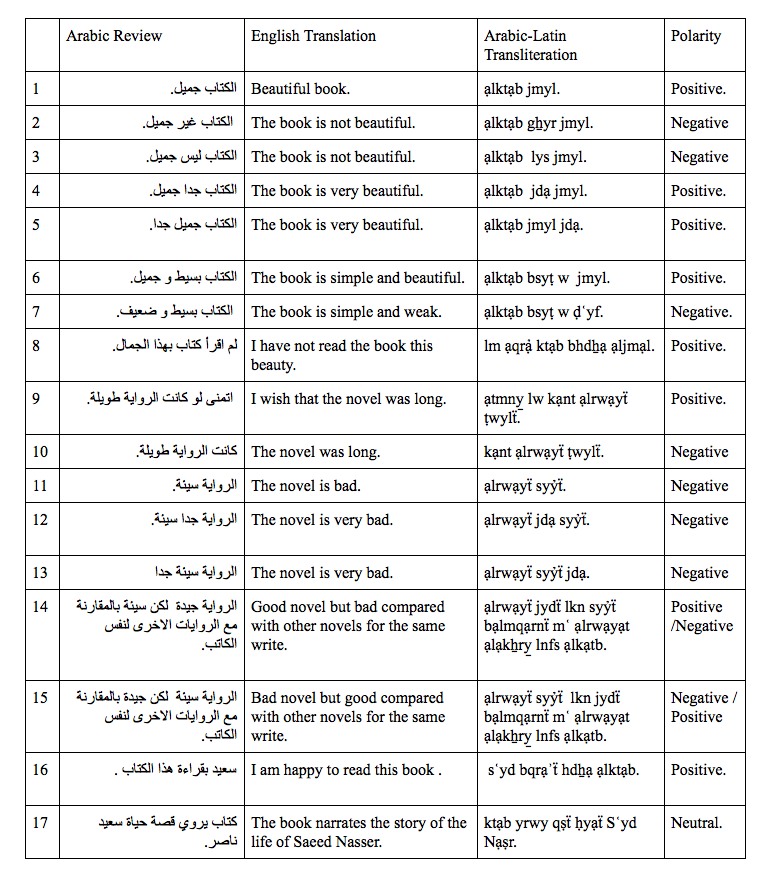 Arabic Review
English Translation
Arabic-Latin
Transliteration
Polarity
1
الكتاب جميل.
Beautiful book.
ạlktạb jmyl.
Positive.
2
الكتاب غير جميل.
The book is not beautiful.
ạlktạb gẖyr jmyl.
Negative
3
الكتاب ليس جميل.
The book is not beautiful.
ạlktạb lys jmyl.
Negative
4
الكتاب جدا جميل.
The book is very beautiful.
ạlktạb jdạ jmyl.
Positive.
5
الكتاب جميل جدا.
The book is very beautiful.
ạlktạb jmyl jdạ.
Positive.
6
الكتاب بسيط و جميل.
The book is simple and beautiful.
ạlktạb bsyṭ w jmyl.
Positive.
7
الكتاب بسيط و ضعيف.
The book is simple and weak.
ạlktạb bsyṭ w ḍʿyf.
Negative.
8
لم اقرأ كتاب بهذا الجمال.
I have not read the book this
beauty.
lm ạqrạ̉ ktạb bhdẖạ ạljmạl.
Positive.
9
اتمنى لو كانت الرواية طويلة.
I wish that the novel was long.
ạtmny̱ lw kạnt ạlrwạyẗ
ṭwylẗ.
Positive.
10
كانت الرواية طويلة.
The novel was long.
kạnt ạlrwạyẗ ṭwylẗ.
Negative
11
الرواية سيئة.
The novel is bad.
ạlrwạyẗ syỷẗ.
Negative
12
الرواية جدا سيئة.
The novel is very bad.
ạlrwạyẗ jdạ syỷẗ.
Negative
13
الرواية سيئة جدا
The novel is very bad.
ạlrwạyẗ syỷẗ jdạ.
Negative
14
الرواية جيدة لكن سيئة بالمقارنة
مع الروايات الاخرى لنفس
الكاتب.
Good novel but bad compared
with other novels for the same
write.
ạlrwạyẗ jydẗ lkn syỷẗ
bạlmqạrnẗ mʿ ạlrwạyạt
ạlạkẖry̱ lnfs ạlkạtb.
Positive
/Negative
15
الرواية سيئة لكن جيدة بالمقارنة
مع الروايات الاخرى لنفس
الكاتب.
Bad novel but good compared
with other novels for the same
write.
ạlrwạyẗ syỷẗ lkn jydẗ
bạlmqạrnẗ mʿ ạlrwạyạt
ạlạkẖry̱ lnfs ạlkạtb.
Negative /
Positive
16
سعيد بقراءة هذا الكتاب .
I am happy to read this book .
sʿyd bqrạʾẗ hdẖạ ạlktạb.
Positive.
17
كتاب يروي قصة حياة سعيد
ناصر.
The book narrates the story of the
life of Saeed Nasser.
ktạb yrwy qṣẗ ḥyạẗ Sʿyd
Nạṣr.
Neutral.